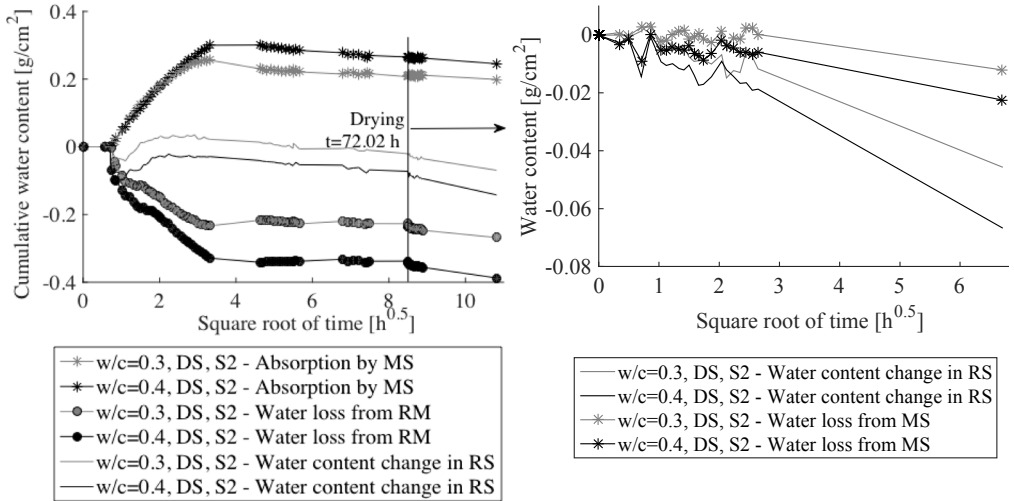 Cumulative water content [g/cm²]
0.4
0.2
0
-0.2
-0.4
Drying
t=72.02 h
0 2 4 6 8 10
Square root of time [h^0.5]
w/c=0.3, DS, S2 - Absorption by MS
w/c=0.4, DS, S2 - Absorption by MS
w/c=0.3, DS, S2 - Water loss from RM
w/c=0.4, DS, S2 - Water loss from RM
w/c=0.3, DS, S2 - Water content change in RS
w/c=0.4, DS, S2 - Water content change in RS
Water content [g/cm²]
0
-0.02
-0.04
-0.06
-0.08
0 1 2 3 4 5 6
Square root of time [h^0.5]
w/c=0.3, DS, S2 - Water content change in RS
w/c=0.4, DS, S2 - Water content change in RS
w/c=0.3, DS, S2 - Water loss from MS
w/c=0.4, DS, S2 - Water loss from MS